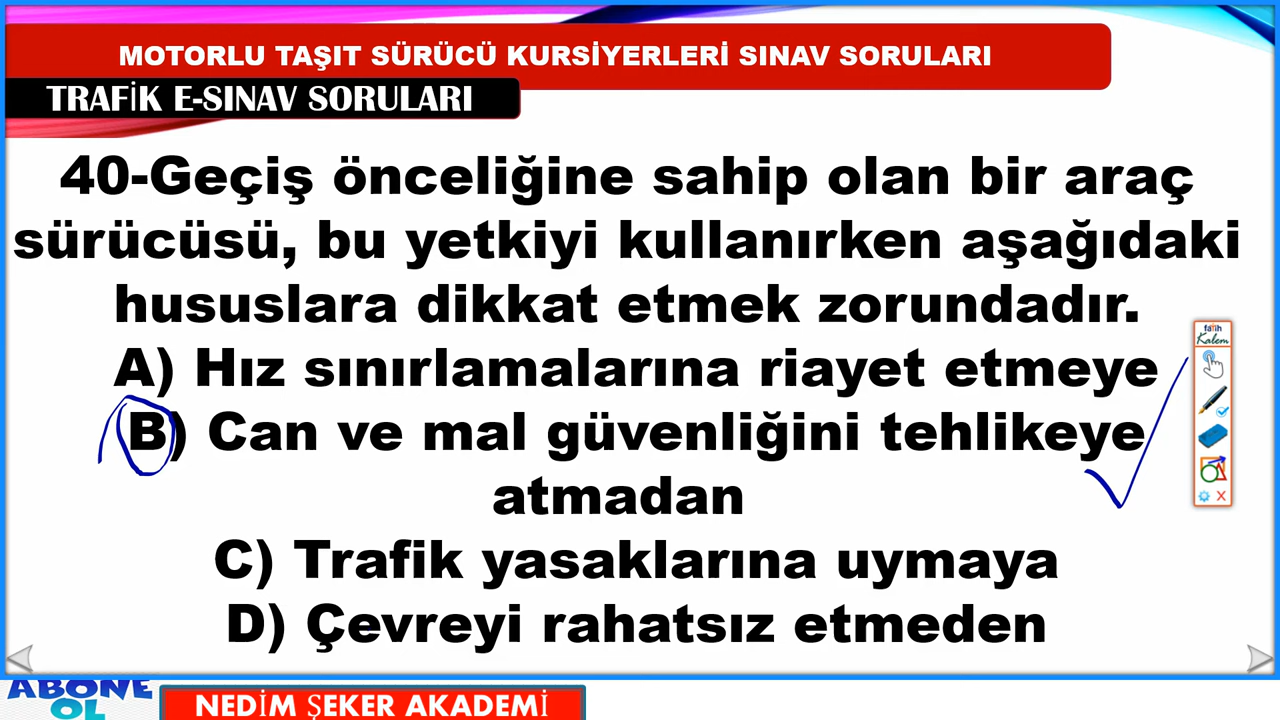 MOTORLU TAŞIT SÜRÜCÜ KURSİYERLERİ SINAV SORULARI
TRAFİK E-SINAV SORULARI
40-Geçiş önceliğine sahip olan bir araç
sürücüsü, bu yetkiyi kullanırken aşağıdaki
hususlara dikkat etmek zorundadır.
A) Hız sınırlamalarına riayet etmeye
B) Can ve mal güvenliğini tehlikeye
atmadan
C) Trafik yasaklarına uymaya
D) Çevreyi rahatsız etmeden
fatih
Kalem
ABONE
OL
NEDİM ŞEKER AKADEMİ